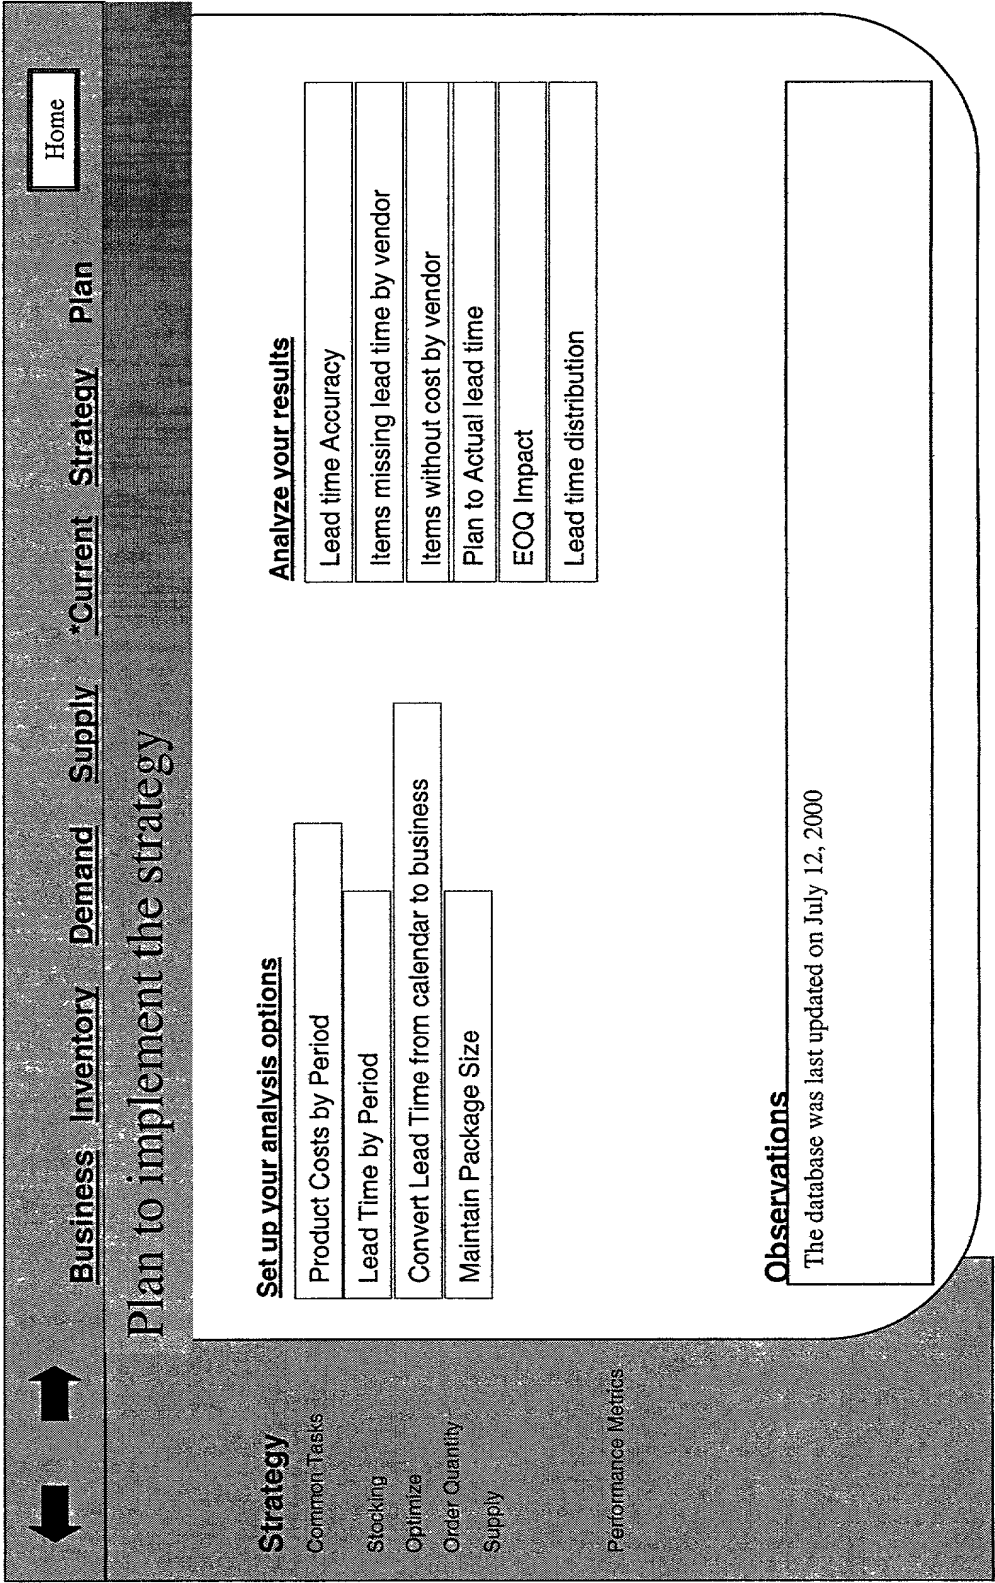 Home
Business Inventory Demand Supply *Current Strategy Plan
Plan to implement the strategy
Strategy
Common Tasks
Stocking
Optimize
Order Quantity
Supply
Performance Metrics
Set up your analysis options
Product Costs by Period
Lead Time by Period
Convert Lead Time from calendar to business
Maintain Package Size
Analyze your results
Lead time Accuracy
Items missing lead time by vendor
Items without cost by vendor
Plan to Actual lead time
EOQ Impact
Lead time distribution
Observations
The database was last updated on July 12, 2000